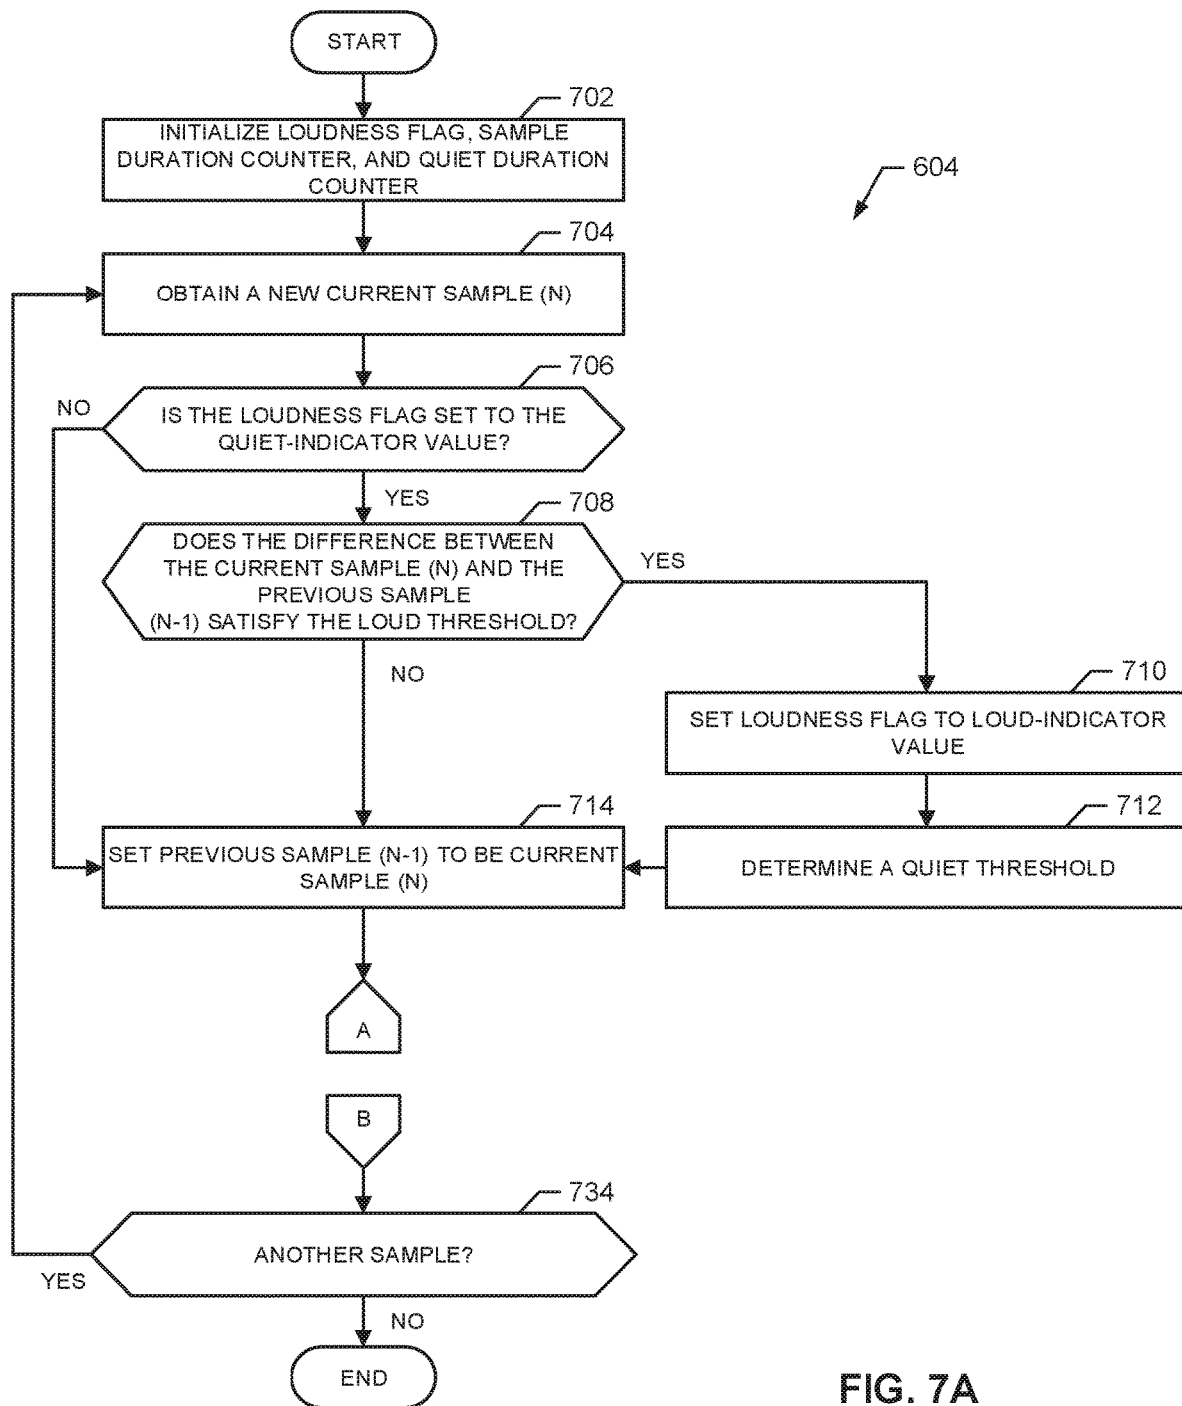 START
702
INITIALIZE LOUDNESS FLAG, SAMPLE
DURATION COUNTER, AND QUIET DURATION
COUNTER
604
704
OBTAIN A NEW CURRENT SAMPLE (N)
706
NO
IS THE LOUDNESS FLAG SET TO THE
QUIET-INDICATOR VALUE?
YES
708
DOES THE DIFFERENCE BETWEEN
THE CURRENT SAMPLE (N) AND THE
PREVIOUS SAMPLE
(N-1) SATISFY THE LOUD THRESHOLD?
YES
NO
710
SET LOUDNESS FLAG TO LOUD-INDICATOR
VALUE
714
SET PREVIOUS SAMPLE (N-1) TO BE CURRENT
SAMPLE (N)
712
DETERMINE A QUIET THRESHOLD
A
B
734
ANOTHER SAMPLE?
YES
NO
END
FIG. 7A